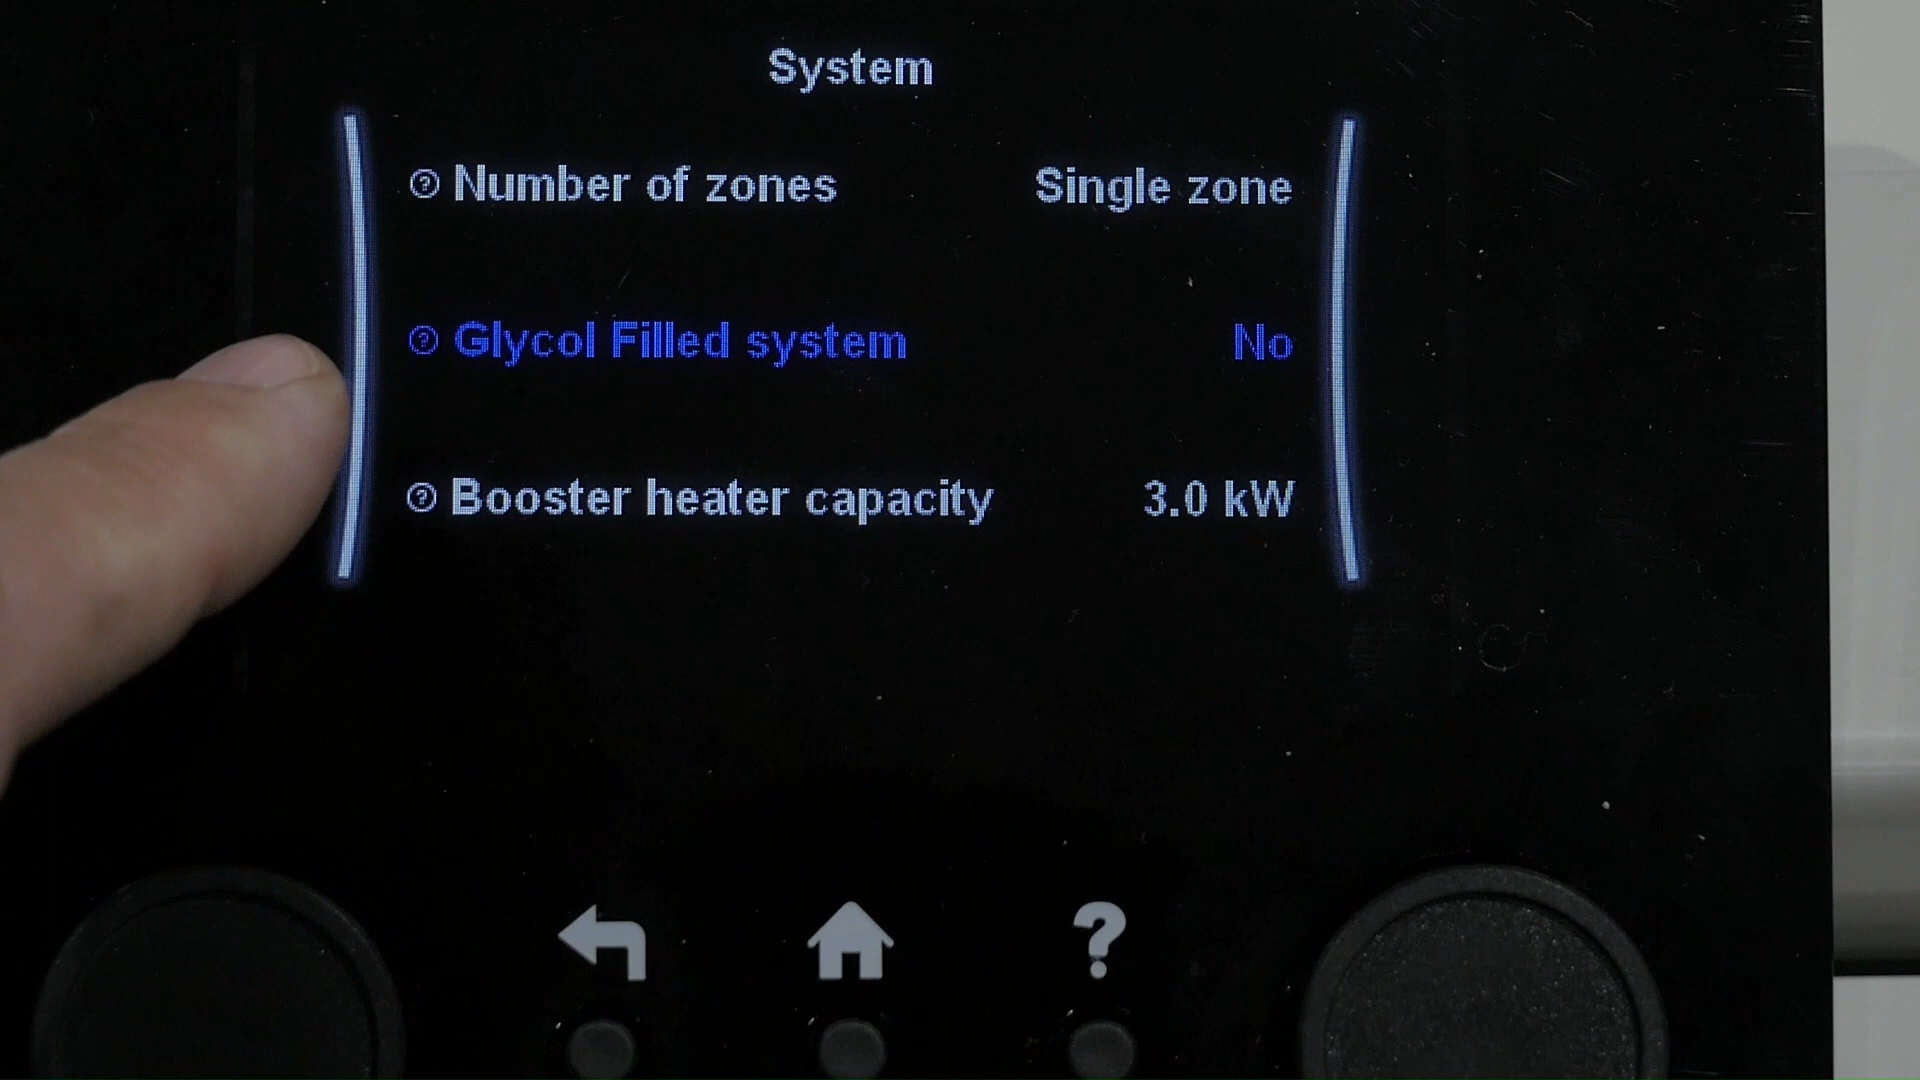 System
Number of zones Single zone
Glycol Filled system No
Booster heater capacity 3.0 kW